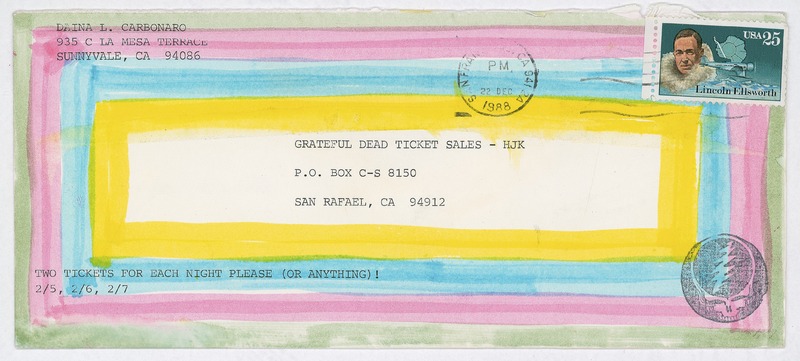 DAINA L. CARBONARO
935 C LA MESA TERRACE
SUNNYVALE, CA 94086
PM
22 DEC
1988
CA 941
USA 25
Lincoln Ellsworth
GRATEFUL DEAD TICKET SALES - HJK
P.O. BOX C-S 8150
SAN RAFAEL, CA 94912
TWO TICKETS FOR EACH NIGHT PLEASE (OR ANYTHING)!
2/5, 2/6, 2/7